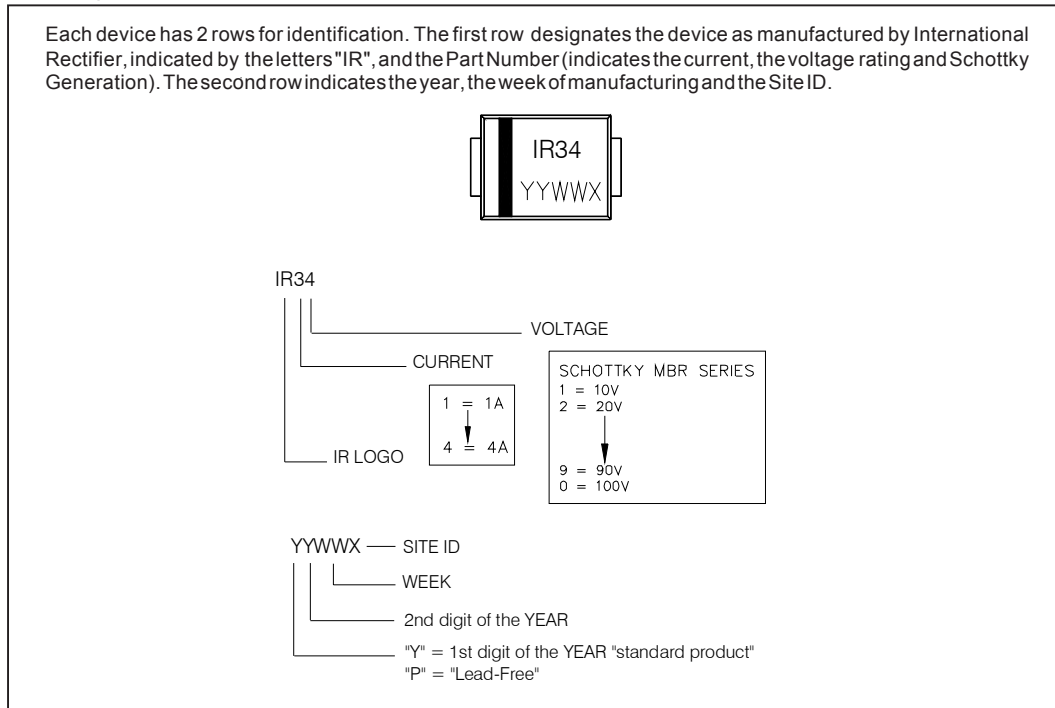 Each device has 2 rows for identification. The first row designates the device as manufactured by International
Rectifier, indicated by the letters "IR", and the Part Number (indicates the current, the voltage rating and Schottky
Generation). The second row indicates the year, the week of manufacturing and the Site ID.
IR34
YYWWX
IR34
VOLTAGE
CURRENT
1 = 1A
4 = 4A
IR LOGO
SCHOTTKY MBR SERIES
1 = 10V
2 = 20V
9 = 90V
0 = 100V
YYWWX
SITE ID
WEEK
2nd digit of the YEAR
"Y" = 1st digit of the YEAR "standard product"
"P" = "Lead-Free"